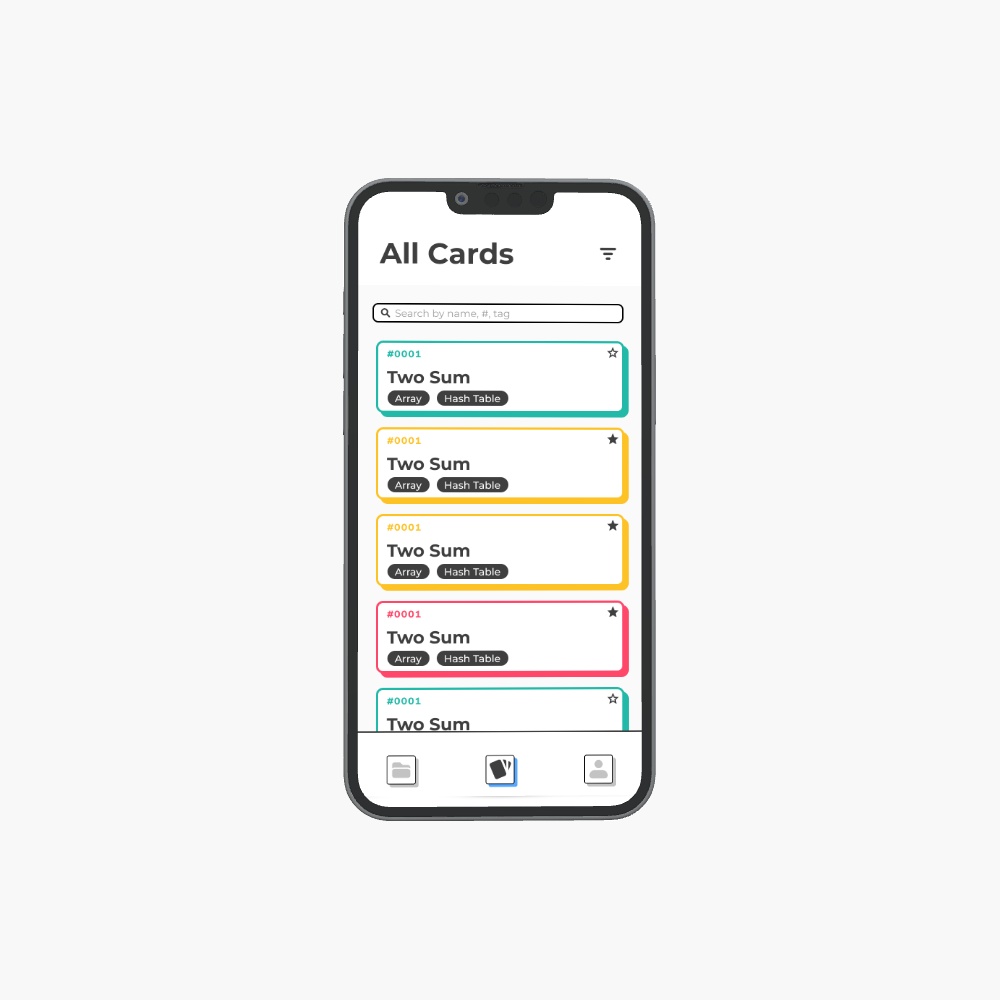 All Cards
Search by name, #, tag
#0001
Two Sum
Array Hash Table
#0001
Two Sum
Array Hash Table
#0001
Two Sum
Array Hash Table
#0001
Two Sum
Array Hash Table
#0001
Two Sum